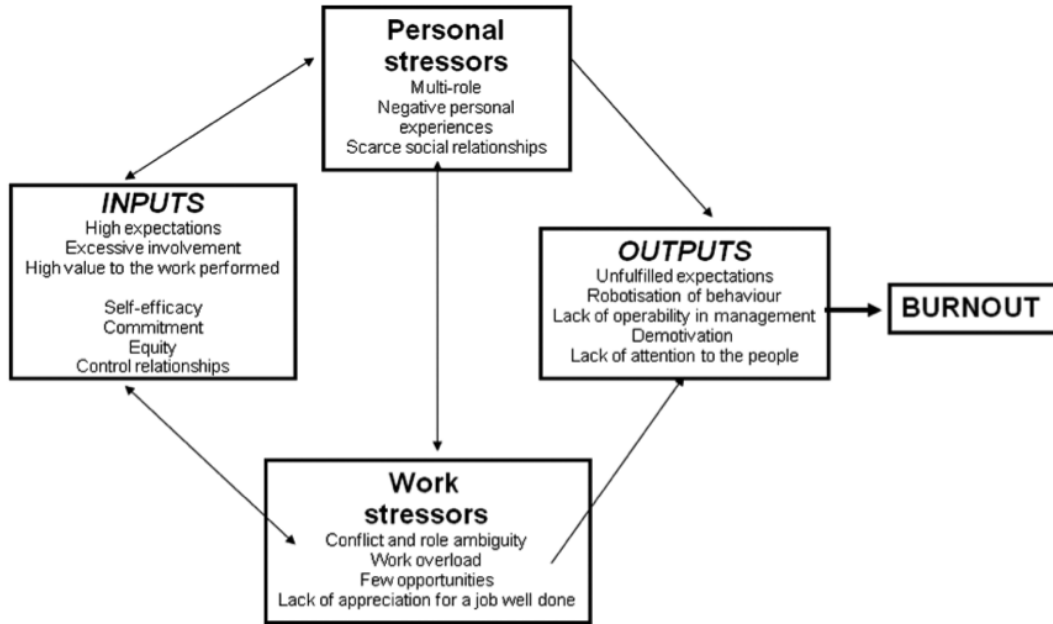 Personal
stressors
Multi-role
Negative personal
experiences
Scarce social relationships
INPUTS
High expectations
Excessive involvement
High value to the work performed
Self-efficacy
Commitment
Equity
Control relationships
OUTPUTS
Unfulfilled expectations
Robotisation of behaviour
Lack of operability in management
Demotivation
Lack of attention to the people
BURNOUT
Work
stressors
Conflict and role ambiguity
Work overload
Few opportunities
Lack of appreciation for a job well done